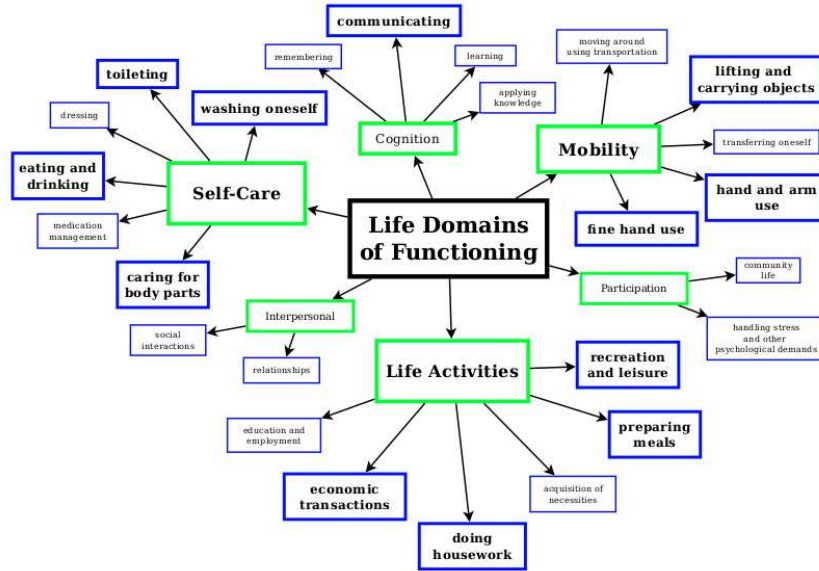 communicating
remembering
learning
applying
knowledge
Cognition
moving around
using transportation
lifting and
carrying objects
transferring oneself
hand and arm
use
fine hand use
Mobility
toileting
washing oneself
dressing
eating and
drinking
medication
management
caring for
body parts
Self-Care
Life Domains
of Functioning
Participation
community
life
handling stress
and other
psychological demands
Interpersonal
social
interactions
relationships
Life Activities
recreation
and leisure
preparing
meals
education and
employment
economic
transactions
acquisition of
necessities
doing
housework